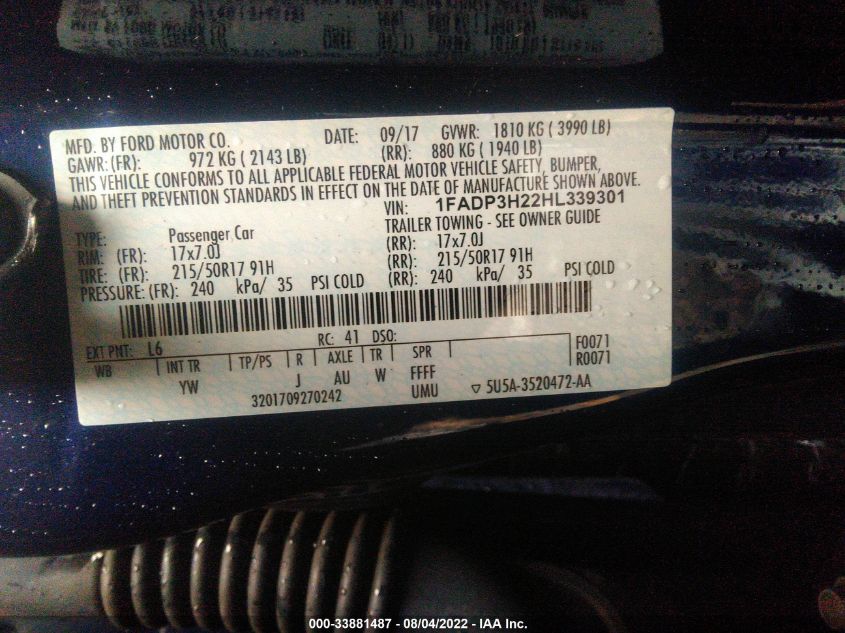 MFD. BY FORD MOTOR CO. DATE: 09/17 GVWR: 1810 KG ( 3990 LB)
GAWR:(FR): 972 KG ( 2143 LB) (RR): 880 KG ( 1940 LB)
THIS VEHICLE CONFORMS TO ALL APPLICABLE FEDERAL MOTOR VEHICLE SAFETY, BUMPER,
AND THEFT PREVENTION STANDARDS IN EFFECT ON THE DATE OF MANUFACTURE SHOWN ABOVE.
VIN: 1FADP3H22HL339301
TYPE: Passenger Car TRAILER TOWING - SEE OWNER GUIDE
RIM: (FR): 17x7.0J (RR): 17x7.0J
TIRE: (FR): 215/50R17 91H (RR): 215/50R17 91H
PRESSURE: (FR): 240 kPa/ 35 PSI COLD (RR): 240 kPa/ 35 PSI COLD
EXT PNT: L6 RC: 41 DSO: F0071
WB INT TR TP/PS R AXLE TR SPR R0071
YW J AU W FFFF
3201709270242 UMU ▽ 5U5A-3520472-AA
000-33881487 - 08/04/2022 - IAA Inc.